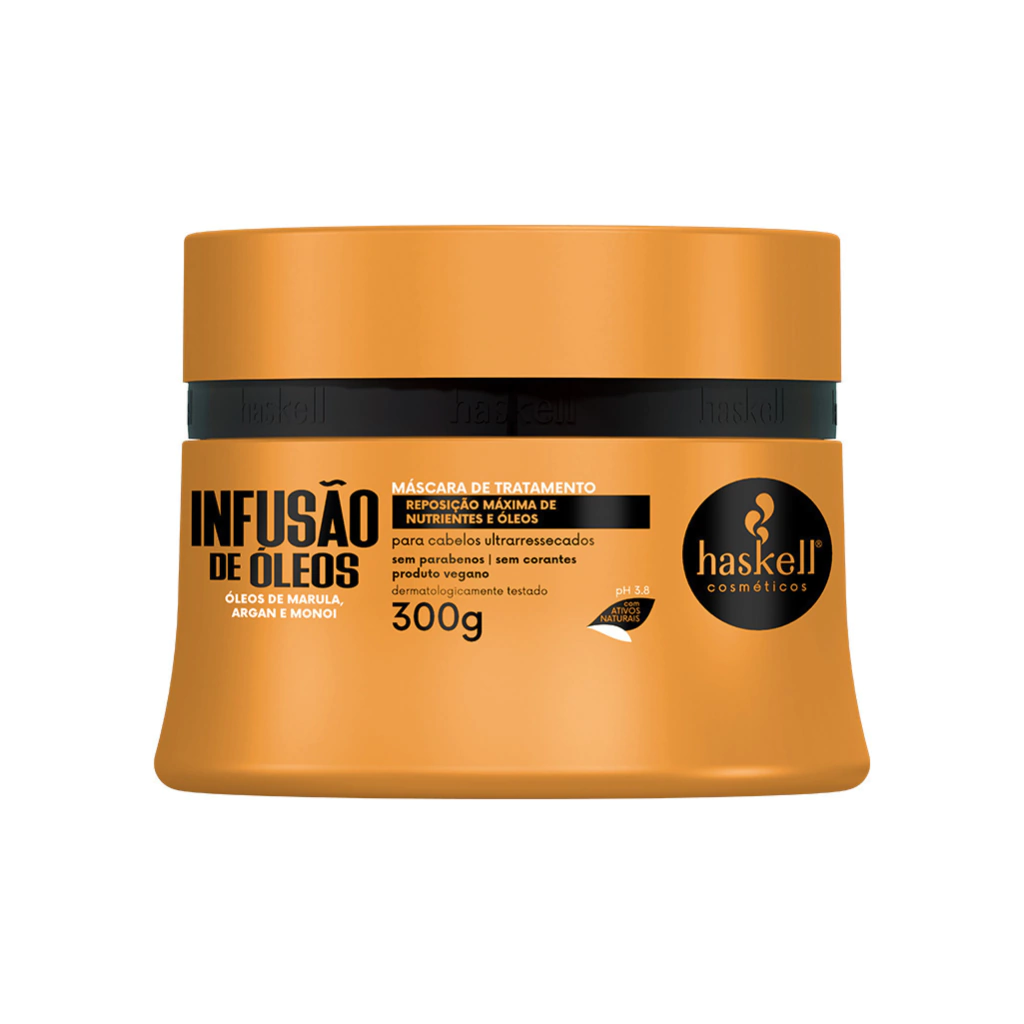 haskell haskell haskell
INFUSÃO
DE ÓLEOS
ÓLEOS DE MARULA,
ARGAN E MONOI
MÁSCARA DE TRATAMENTO
REPOSIÇÃO MÁXIMA DE
NUTRIENTES E ÓLEOS
para cabelos ultrarressecados
sem parabenos | sem corantes
produto vegano
dermatologicamente testado
300g
pH 3.8
com
ATIVOS
NATURAIS
haskell®
cosméticos